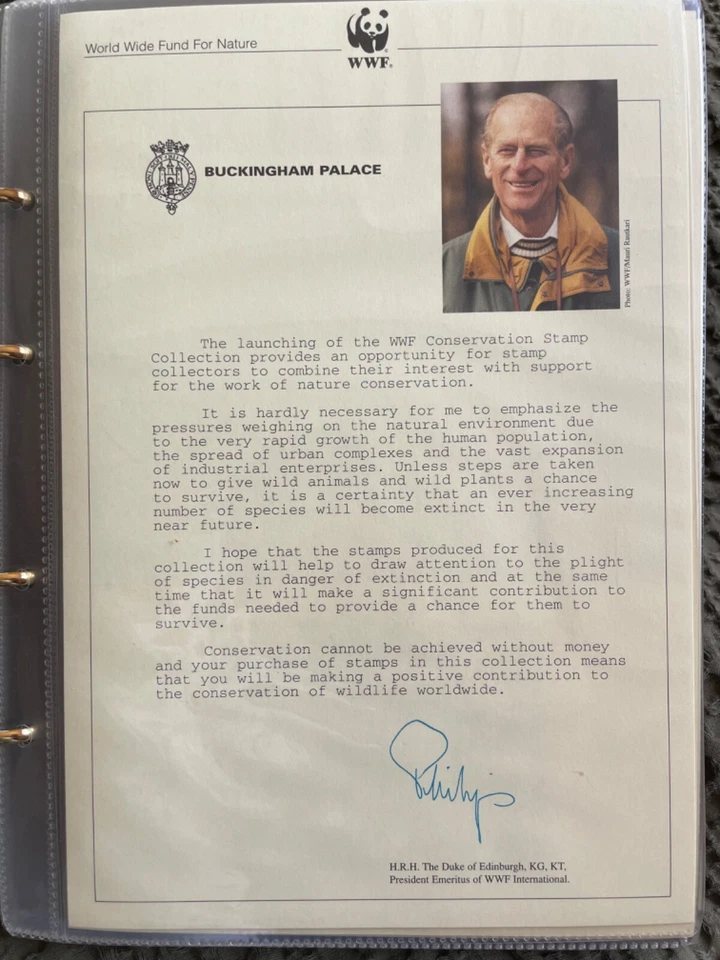 World Wide Fund For Nature
WWF®
BUCKINGHAM PALACE
Photo: WWF/Mauri Rautkari
The launching of the WWF Conservation Stamp
Collection provides an opportunity for stamp
collectors to combine their interest with support
for the work of nature conservation.
It is hardly necessary for me to emphasize the
pressures weighing on the natural environment due
to the very rapid growth of the human population,
the spread of urban complexes and the vast expansion
of industrial enterprises. Unless steps are taken
now to give wild animals and wild plants a chance
to survive, it is a certainty that an ever increasing
number of species will become extinct in the very
near future.
I hope that the stamps produced for this
collection will help to draw attention to the plight
of species in danger of extinction and at the same
time that it will make a significant contribution to
the funds needed to provide a chance for them to
survive.
Conservation cannot be achieved without money
and your purchase of stamps in this collection means
that you will be making a positive contribution to
the conservation of wildlife worldwide.
Philip
H.R.H. The Duke of Edinburgh, KG, KT,
President Emeritus of WWF International.